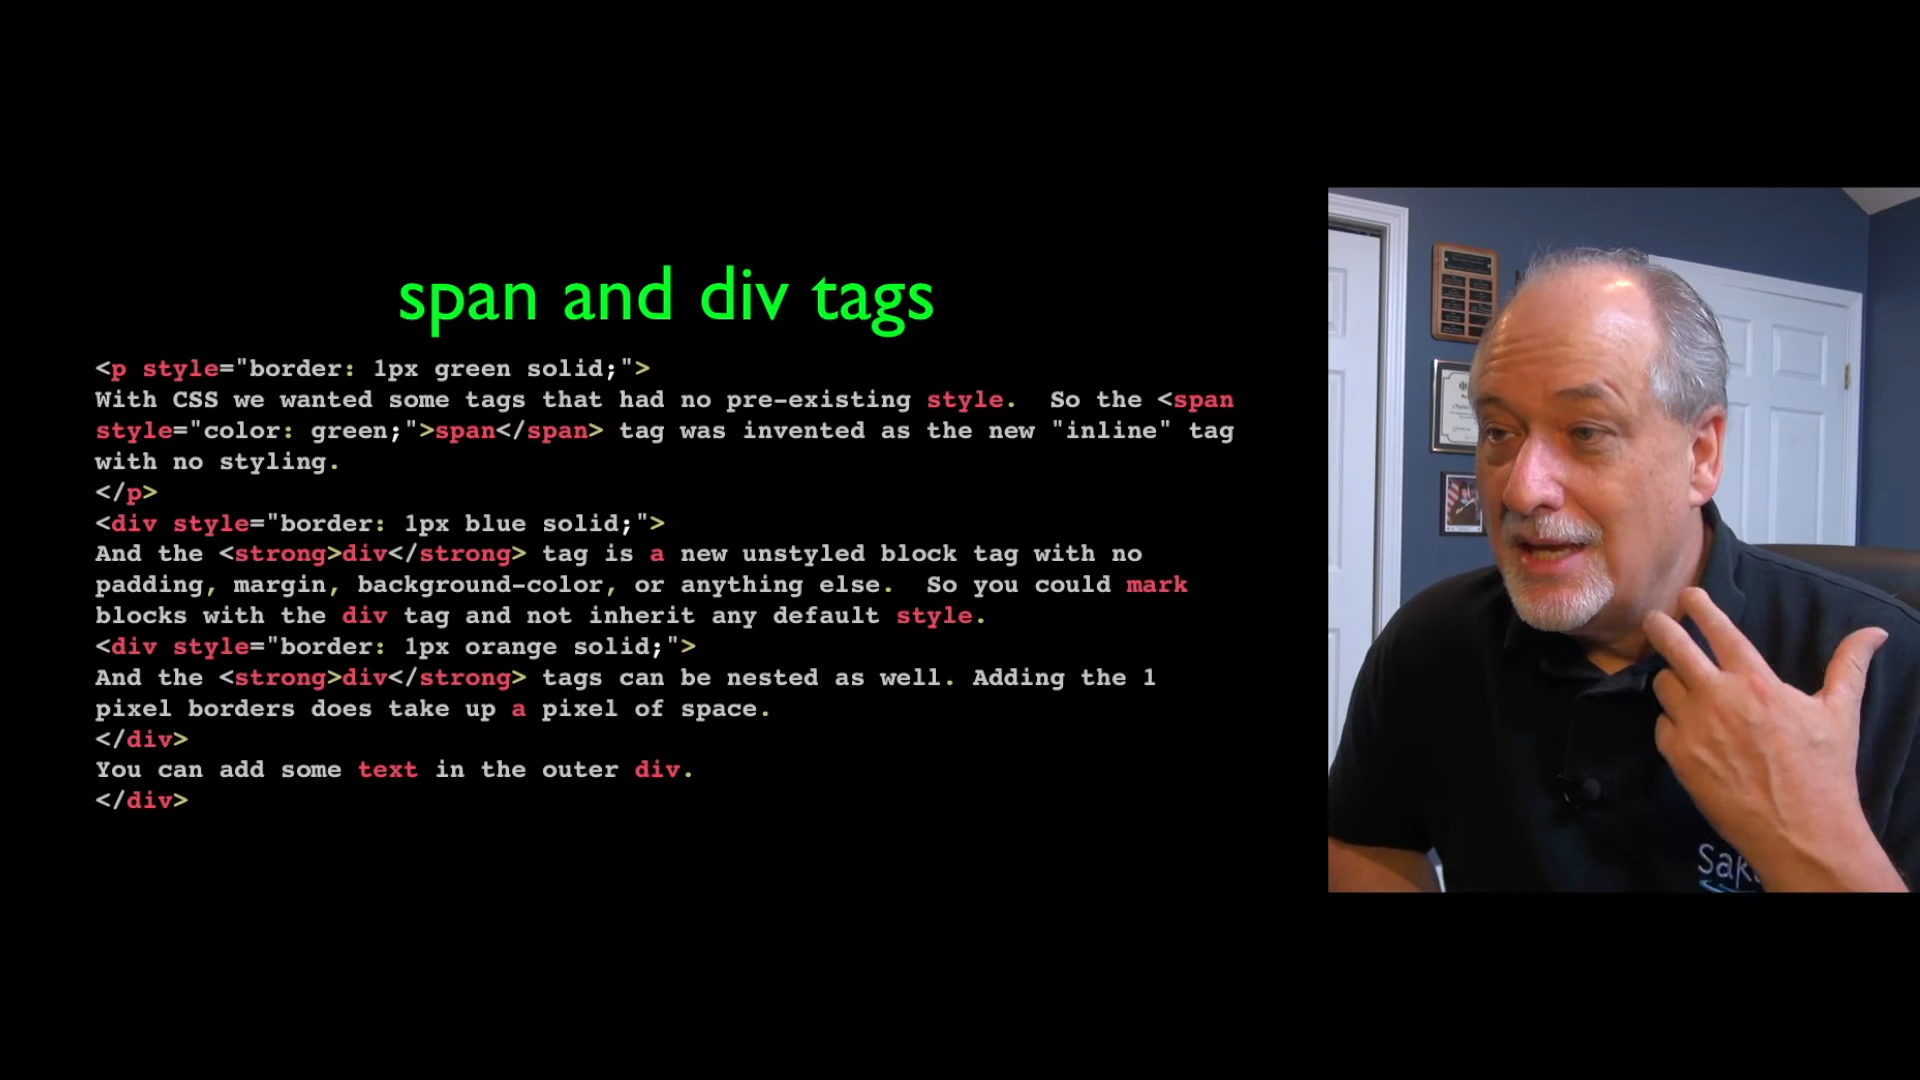 span and div tags
<p style="border: 1px green solid;">
With CSS we wanted some tags that had no pre-existing style.  So the <span
style="color: green;">span</span> tag was invented as the new "inline" tag
with no styling.
</p>
<div style="border: 1px blue solid;">
And the <strong>div</strong> tag is a new unstyled block tag with no
padding, margin, background-color, or anything else.  So you could mark
blocks with the div tag and not inherit any default style.
<div style="border: 1px orange solid;">
And the <strong>div</strong> tags can be nested as well. Adding the 1
pixel borders does take up a pixel of space.
</div>
You can add some text in the outer div.
</div>